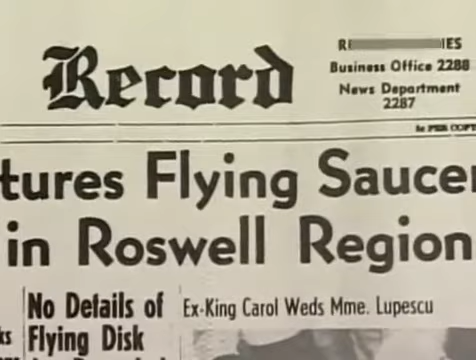 Record
Business Office 2288
News Department
2287
tures Flying Saucer
in Roswell Region
No Details of
Flying Disk
Ex-King Carol Weds Mme. Lupescu